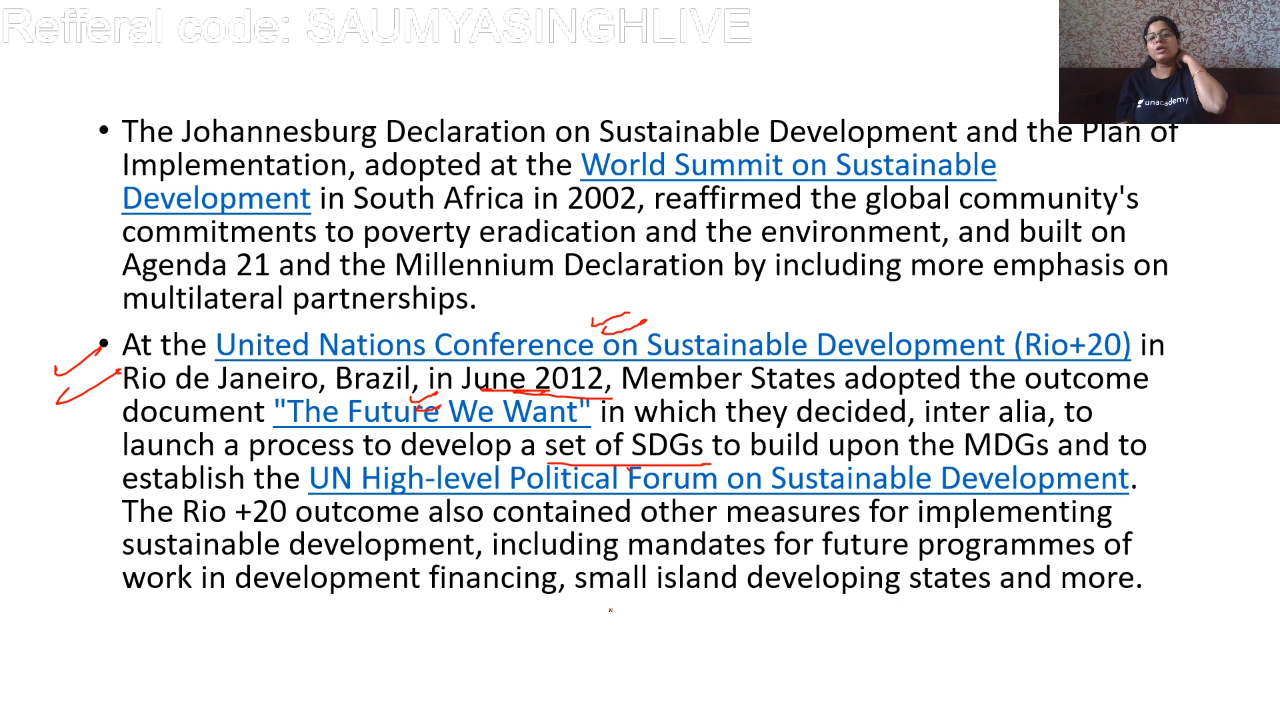 Refferal code: SAUMYASINGHLIVE
unacademy
• The Johannesburg Declaration on Sustainable Development and the Plan of
Implementation, adopted at the World Summit on Sustainable
Development in South Africa in 2002, reaffirmed the global community's
commitments to poverty eradication and the environment, and built on
Agenda 21 and the Millennium Declaration by including more emphasis on
multilateral partnerships.
• At the United Nations Conference on Sustainable Development (Rio+20) in
Rio de Janeiro, Brazil, in June 2012, Member States adopted the outcome
document "The Future We Want" in which they decided, inter alia, to
launch a process to develop a set of SDGs to build upon the MDGs and to
establish the UN High-level Political Forum on Sustainable Development.
The Rio +20 outcome also contained other measures for implementing
sustainable development, including mandates for future programmes of
work in development financing, small island developing states and more.